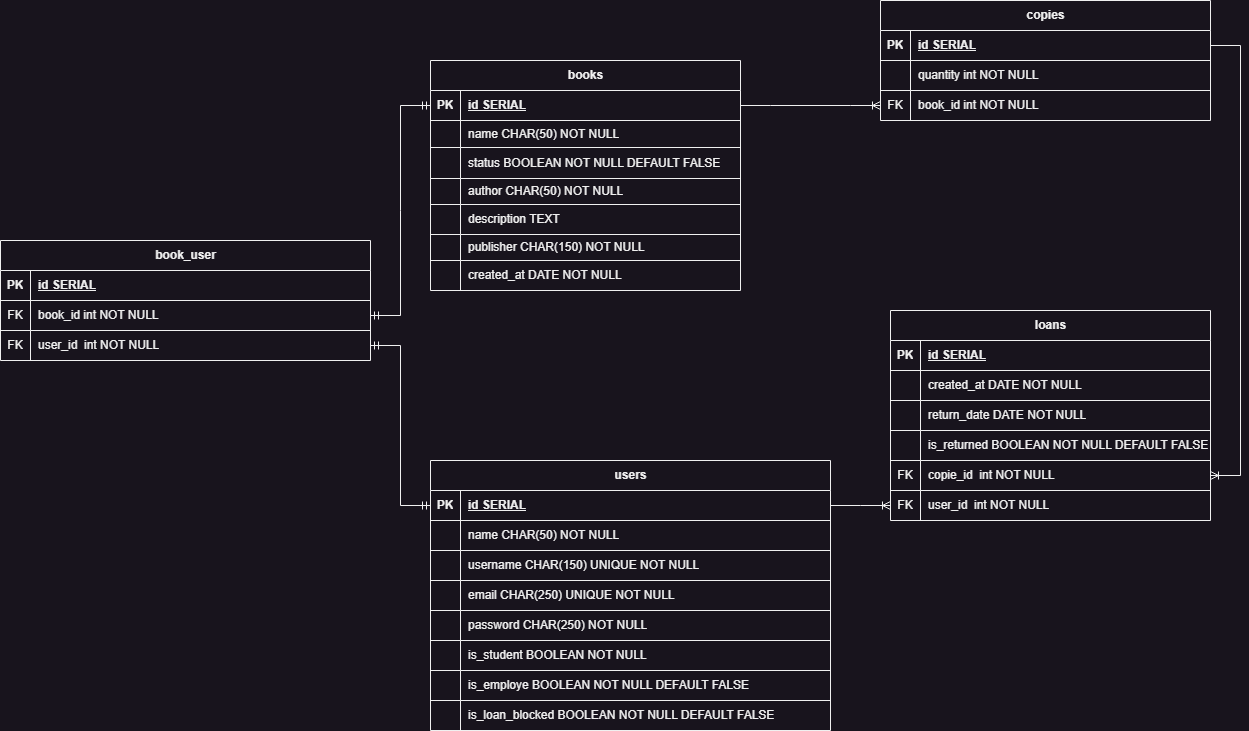 copies
PK id SERIAL
quantity int NOT NULL
FK book_id int NOT NULL
books
PK id SERIAL
name CHAR(50) NOT NULL
status BOOLEAN NOT NULL DEFAULT FALSE
author CHAR(50) NOT NULL
description TEXT
publisher CHAR(150) NOT NULL
created_at DATE NOT NULL
book_user
PK id SERIAL
FK book_id int NOT NULL
FK user_id int NOT NULL
loans
PK id SERIAL
created_at DATE NOT NULL
return_date DATE NOT NULL
is_returned BOOLEAN NOT NULL DEFAULT FALSE
FK copie_id int NOT NULL
FK user_id int NOT NULL
users
PK id SERIAL
name CHAR(50) NOT NULL
username CHAR(150) UNIQUE NOT NULL
email CHAR(250) UNIQUE NOT NULL
password CHAR(250) NOT NULL
is_student BOOLEAN NOT NULL
is_employe BOOLEAN NOT NULL DEFAULT FALSE
is_loan_blocked BOOLEAN NOT NULL DEFAULT FALSE